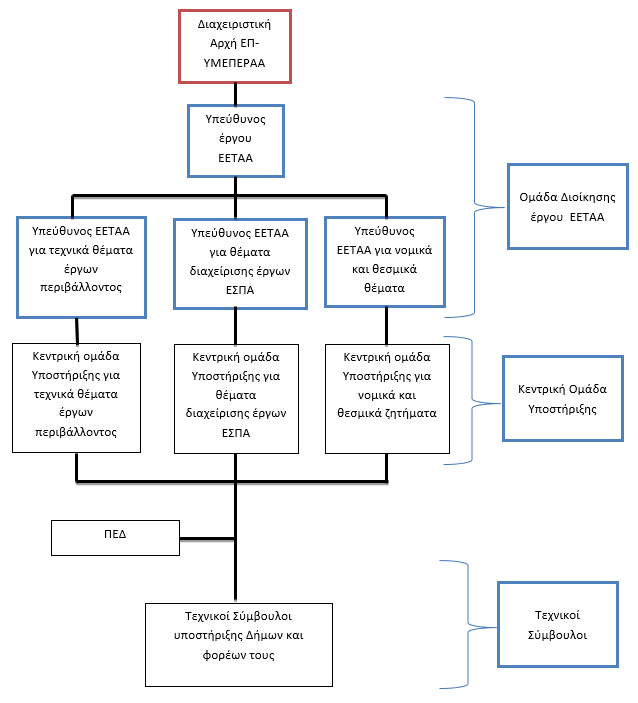 Διαχειριστική
Αρχή ΕΠ-
ΥΜΕΠΕΡΑΑ
Υπεύθυνος
έργου
ΕΕΤΑΑ
Ομάδα Διοίκησης
έργου ΕΕΤΑΑ
Υπεύθυνος ΕΕΤΑΑ
για τεχνικά θέματα
έργων
περιβάλλοντος
Υπεύθυνος ΕΕΤΑΑ
για θέματα
διαχείρισης έργων
ΕΣΠΑ
Υπεύθυνος
ΕΕΤΑΑ για νομικά
και θεσμικά
θέματα
Κεντρική ομάδα
Υποστήριξης για
τεχνικά θέματα
έργων
περιβάλλοντος
Κεντρική ομάδα
Υποστήριξης για
θέματα
διαχείρισης έργων
ΕΣΠΑ
Κεντρική ομάδα
Υποστήριξης για
νομικά και
θεσμικά ζητήματα
Κεντρική Ομάδα
Υποστήριξης
ΠΕΔ
Τεχνικοί Σύμβουλοι
υποστήριξης Δήμων και
φορέων τους
Τεχνικοί
Σύμβουλοι